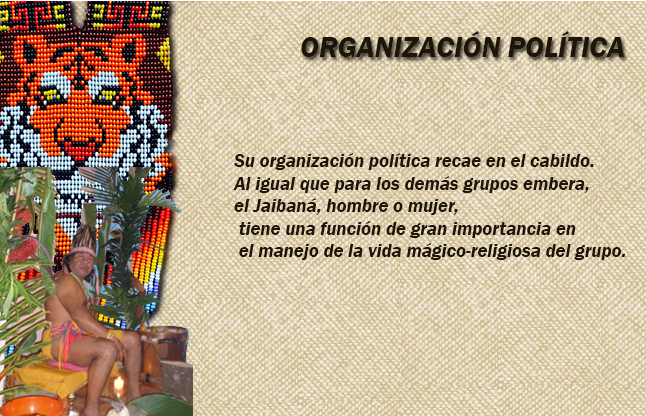 ORGANIZACIÓN POLÍTICA
Su organización política recae en el cabildo.
Al igual que para los demás grupos embera,
el Jaibaná, hombre o mujer,
tiene una función de gran importancia en
el manejo de la vida mágico-religiosa del grupo.